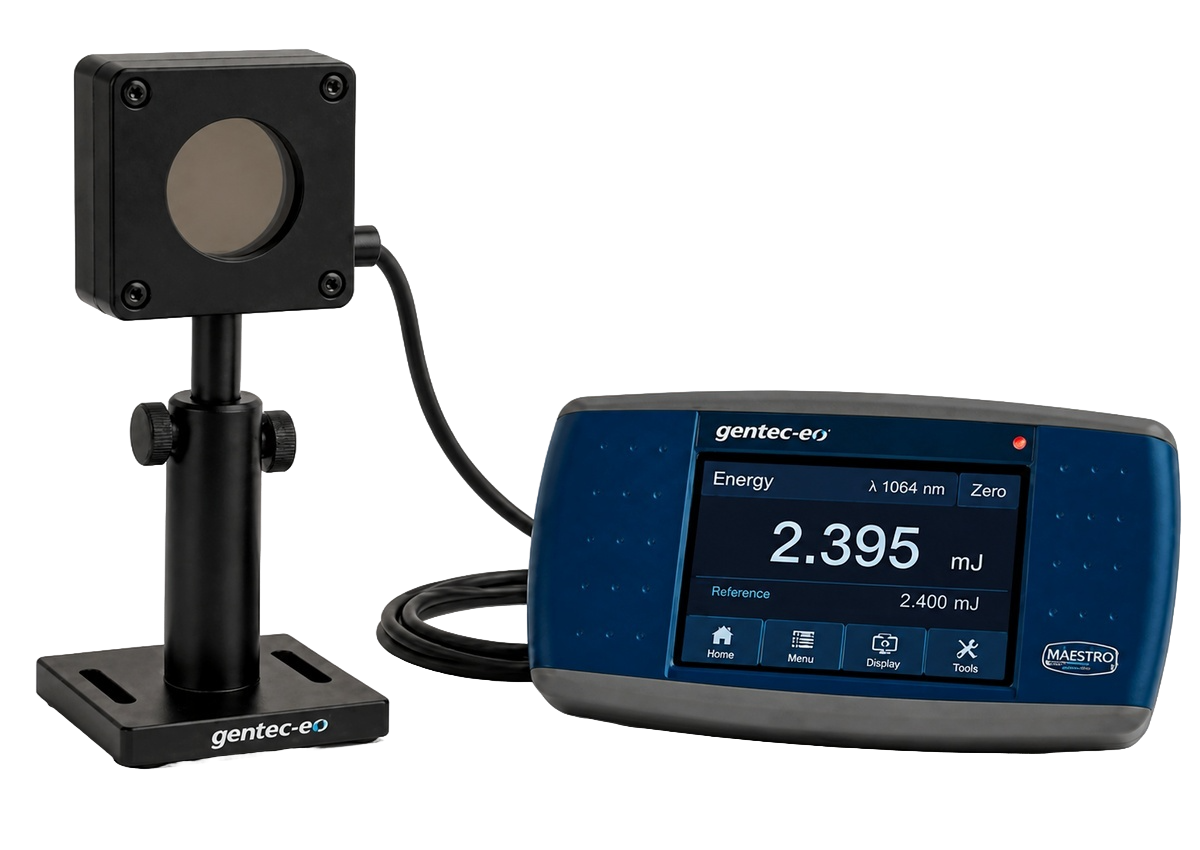 gentec-eo
Energy
λ 1064 nm
Zero
2.395 mJ
Reference
2.400 mJ
Home
Menu
Display
Tools
MAESTRO
gentec-eo